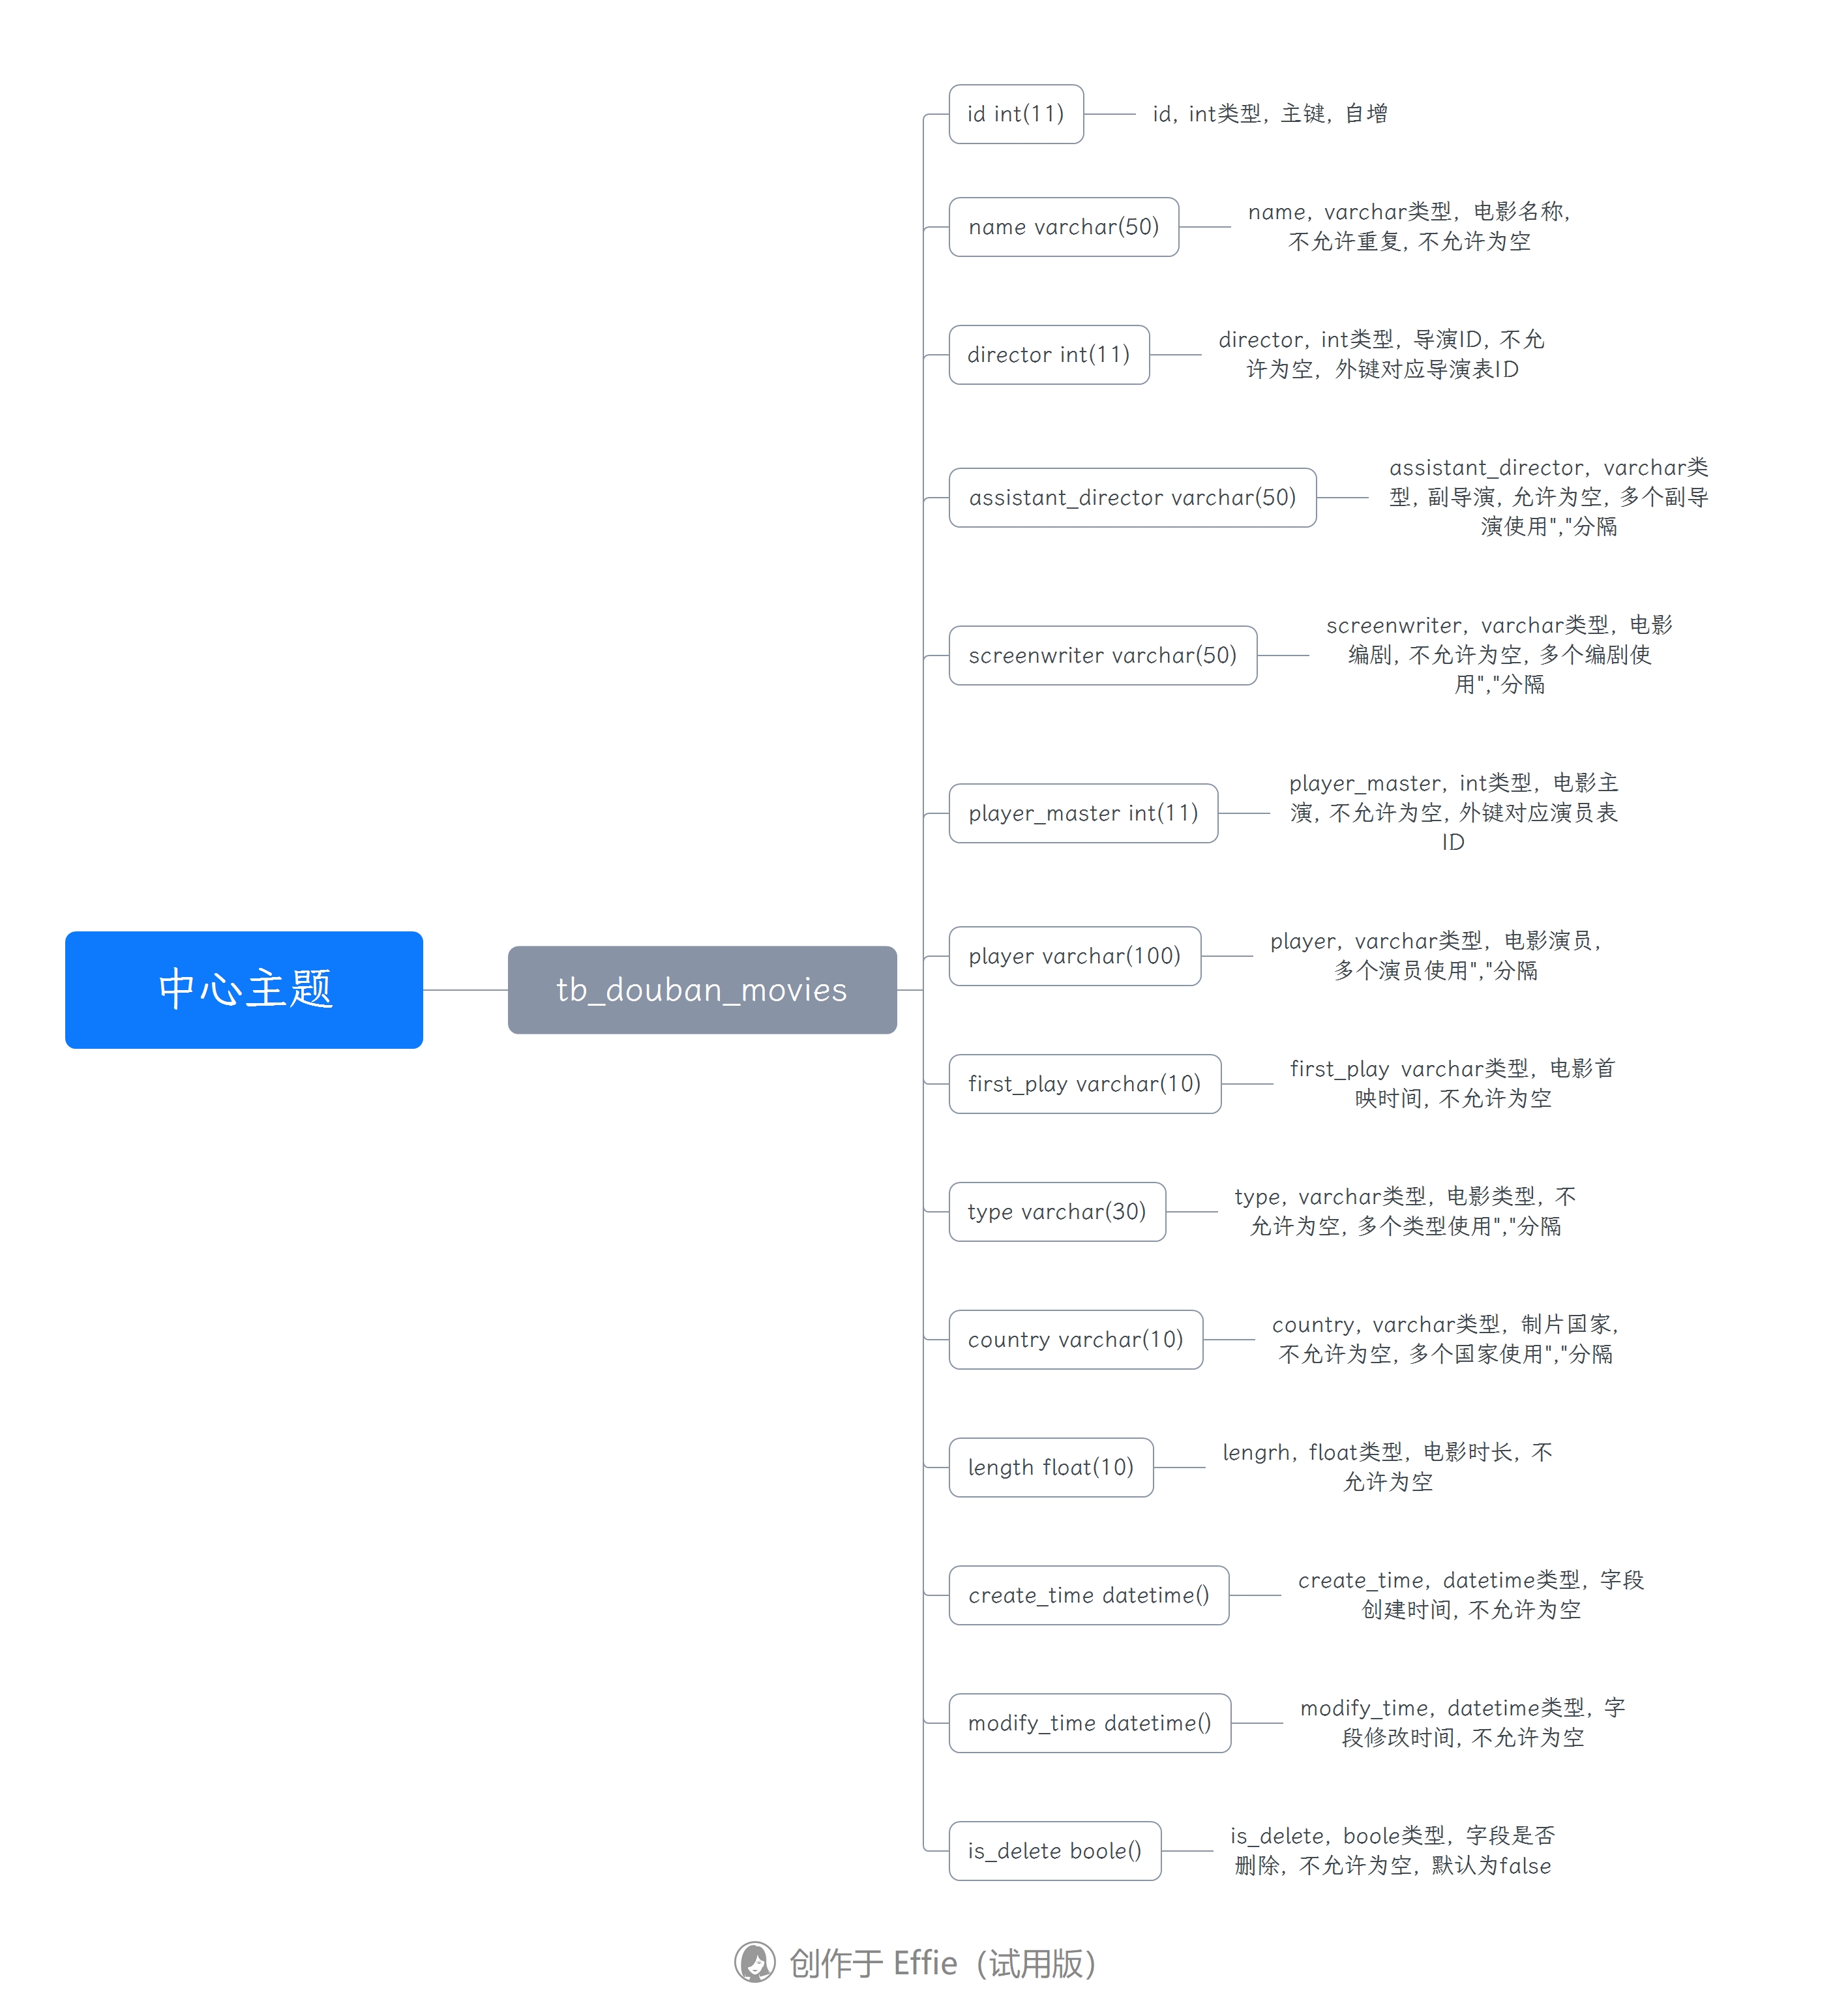 id int(11)
id, int类型, 主键, 自增
name varchar(50)
name, varchar类型, 电影名称,
不允许重复, 不允许为空
director int(11)
director, int类型, 导演ID, 不允
许为空, 外键对应导演表ID
assistant_director varchar(50)
assistant_director, varchar类
型, 副导演, 允许为空, 多个副导
演使用","分隔
screenwriter varchar(50)
screenwriter, varchar类型, 电影
编剧, 不允许为空, 多个编剧使
用","分隔
player_master int(11)
player_master, int类型, 电影主
演, 不允许为空, 外键对应演员表
ID
中心主题
tb_douban_movies
player varchar(100)
player, varchar类型, 电影演员,
多个演员使用","分隔
first_play varchar(10)
first_play varchar类型, 电影首
映时间, 不允许为空
type varchar(30)
type, varchar类型, 电影类型, 不
允许为空, 多个类型使用","分隔
country varchar(10)
country, varchar类型, 制片国家,
不允许为空, 多个国家使用","分隔
length float(10)
lengrh, float类型, 电影时长, 不
允许为空
create_time datetime()
create_time, datetime类型, 字段
创建时间, 不允许为空
modify_time datetime()
modify_time, datetime类型, 字
段修改时间, 不允许为空
is_delete boole()
is_delete, boole类型, 字段是否
删除, 不允许为空, 默认为false
创作于 Effie（试用版）